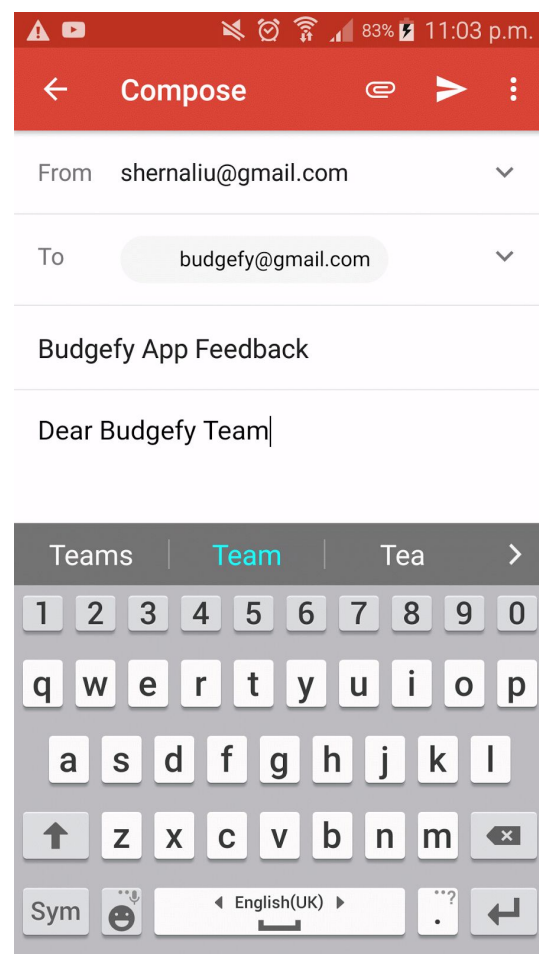 83% 11:03 p.m.
Compose
From shernaliu@gmail.com
To budgefy@gmail.com
Budgefy App Feedback
Dear Budgefy Team
Teams Team Tea
1 2 3 4 5 6 7 8 9 0
q w e r t y u i o p
a s d f g h j k l
z x c v b n m
Sym English(UK) . ..?